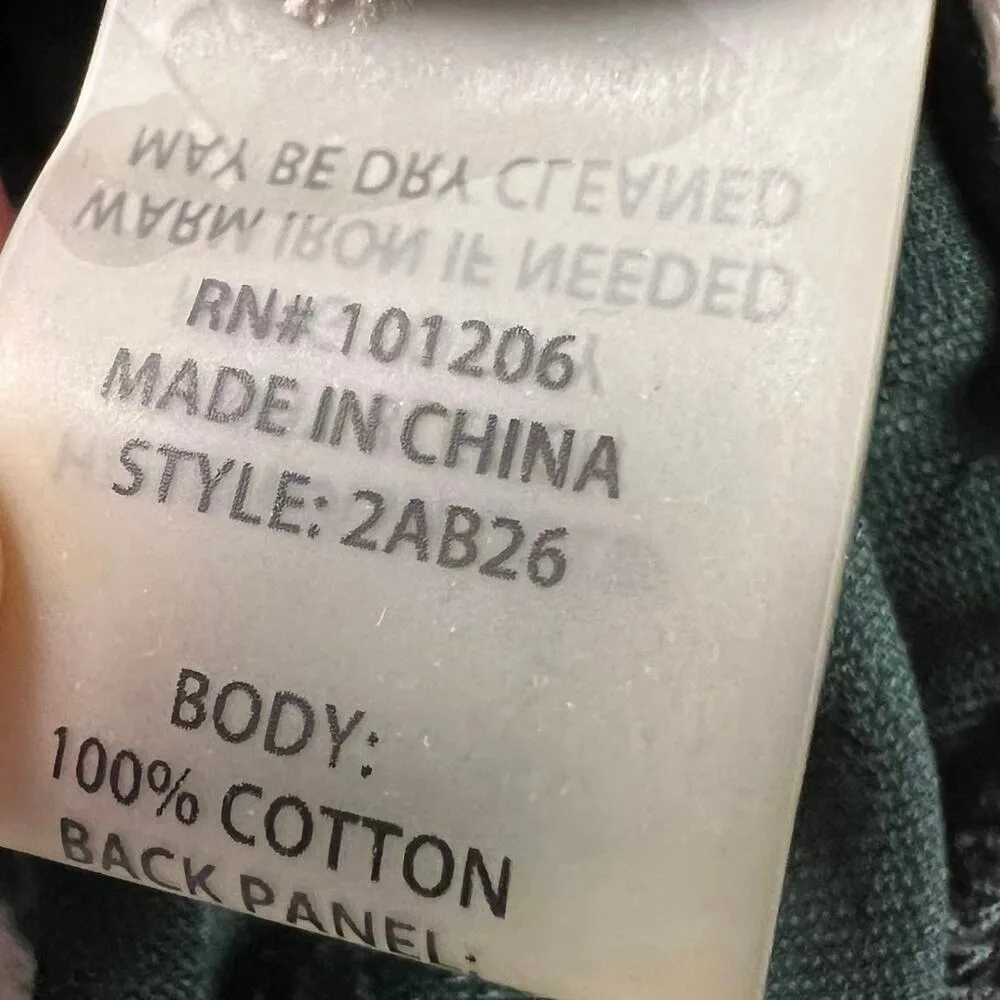 MAY BE DRY CLEANED
WARM IRON IF NEEDED
RN# 101206
MADE IN CHINA
STYLE: 2AB26
BODY:
100% COTTON
BACK PANEL: